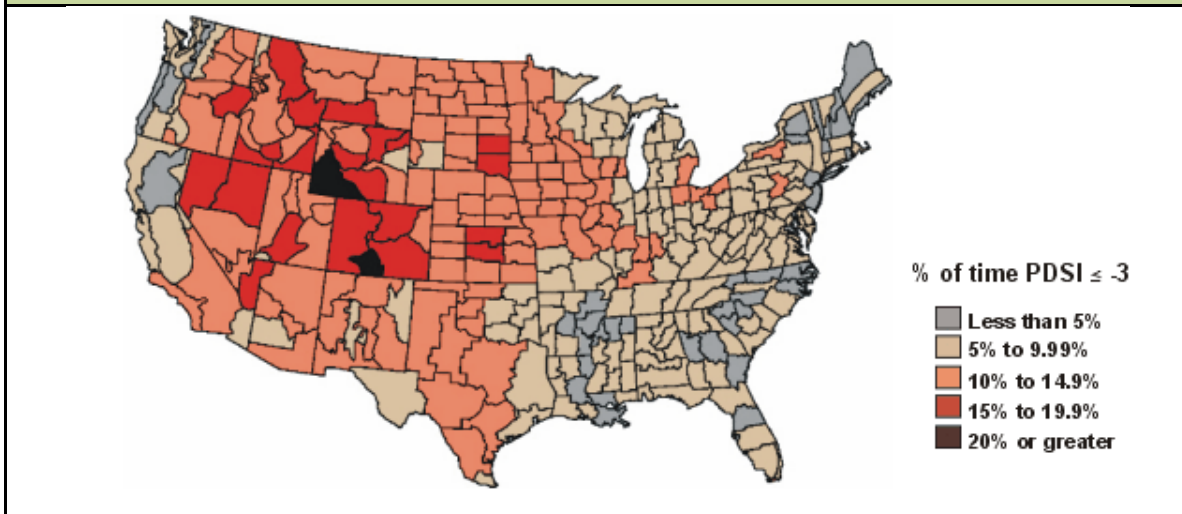 % of time PDSI ≤ -3
Less than 5%
5% to 9.99%
10% to 14.9%
15% to 19.9%
20% or greater